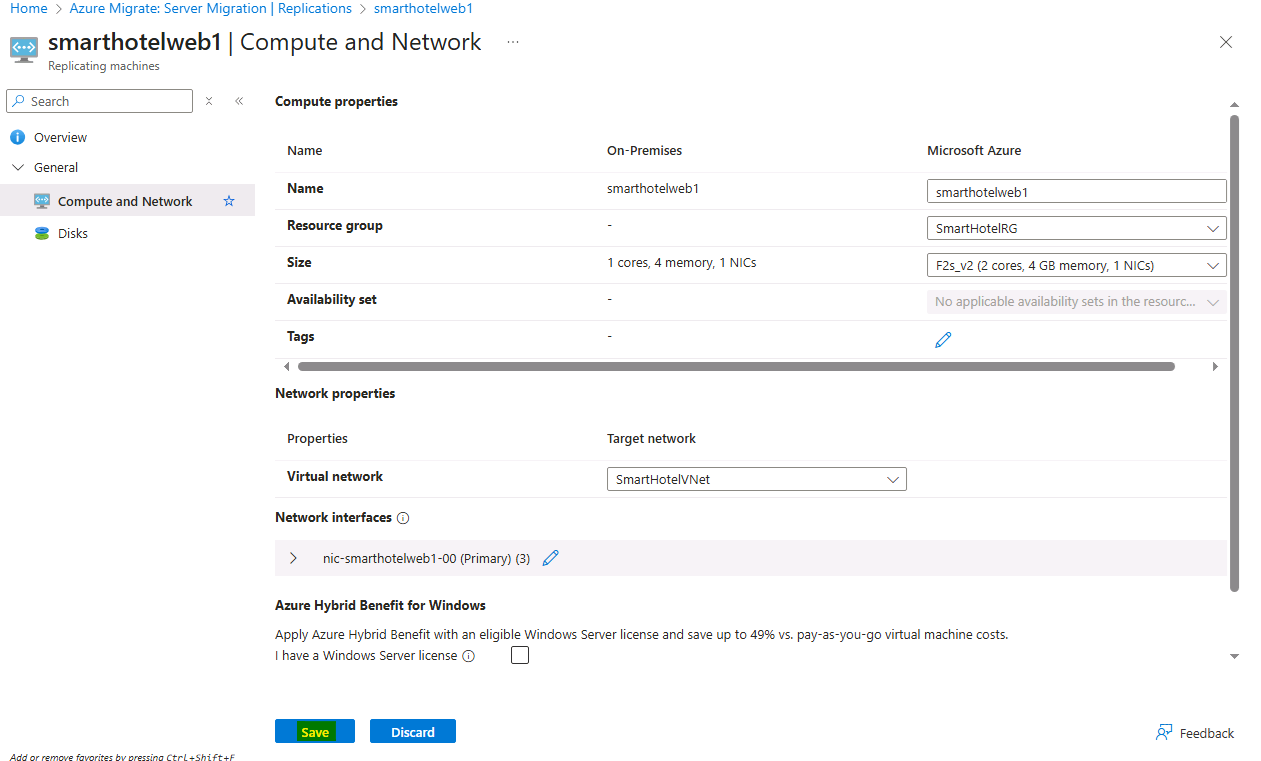 Home > Azure Migrate: Server Migration | Replications > smarthotelweb1
smarthotelweb1 | Compute and Network ...
Replicating machines
Search
Overview
General
Compute and Network
Disks
Compute properties
Name On-Premises Microsoft Azure
Name smarthotelweb1 smarthotelweb1
Resource group - SmartHotelRG
Size 1 cores, 4 memory, 1 NICs F2s_v2 (2 cores, 4 GB memory, 1 NICs)
Availability set - No applicable availability sets in the resourc...
Tags -
Network properties
Properties Target network
Virtual network SmartHotelVNet
Network interfaces
nic-smarthotelweb1-00 (Primary) (3)
Azure Hybrid Benefit for Windows
Apply Azure Hybrid Benefit with an eligible Windows Server license and save up to 49% vs. pay-as-you-go virtual machine costs.
I have a Windows Server license
Save Discard Feedback
Add or remove favorites by pressing Ctrl+Shift+F